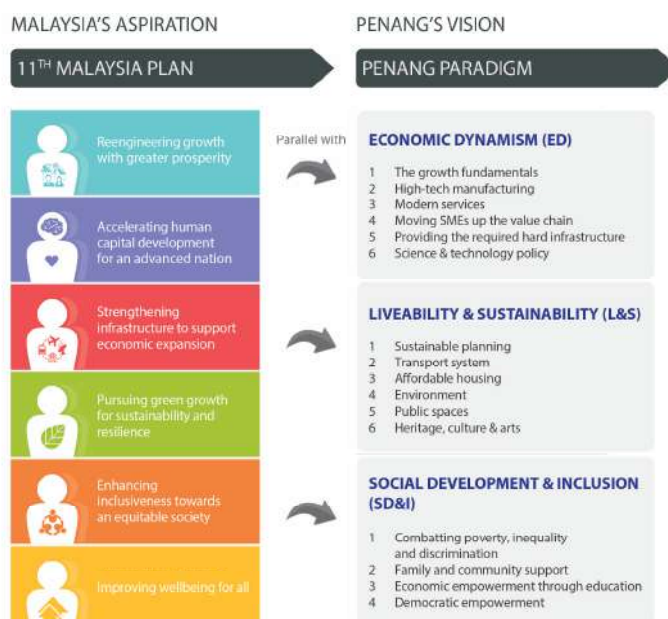 MALAYSIA'S ASPIRATION
11TH MALAYSIA PLAN
Reengineering growth
with greater prosperity
Accelerating human
capital development
for an advanced nation
Strengthening
infrastructure to support
economic expansion
Pursuing green growth
for sustainability and
resilience
Enhancing
inclusiveness towards
an equitable society
Improving wellbeing for all
Parallel with
PENANG'S VISION
PENANG PARADIGM
ECONOMIC DYNAMISM (ED)
1 The growth fundamentals
2 High-tech manufacturing
3 Modern services
4 Moving SMEs up the value chain
5 Providing the required hard infrastructure
6 Science & technology policy
LIVEABILITY & SUSTAINABILITY (L&S)
1 Sustainable planning
2 Transport system
3 Affordable housing
4 Environment
5 Public spaces
6 Heritage, culture & arts
SOCIAL DEVELOPMENT & INCLUSION
(SD&I)
1 Combatting poverty, inequality
and discrimination
2 Family and community support
3 Economic empowerment through education
4 Democratic empowerment